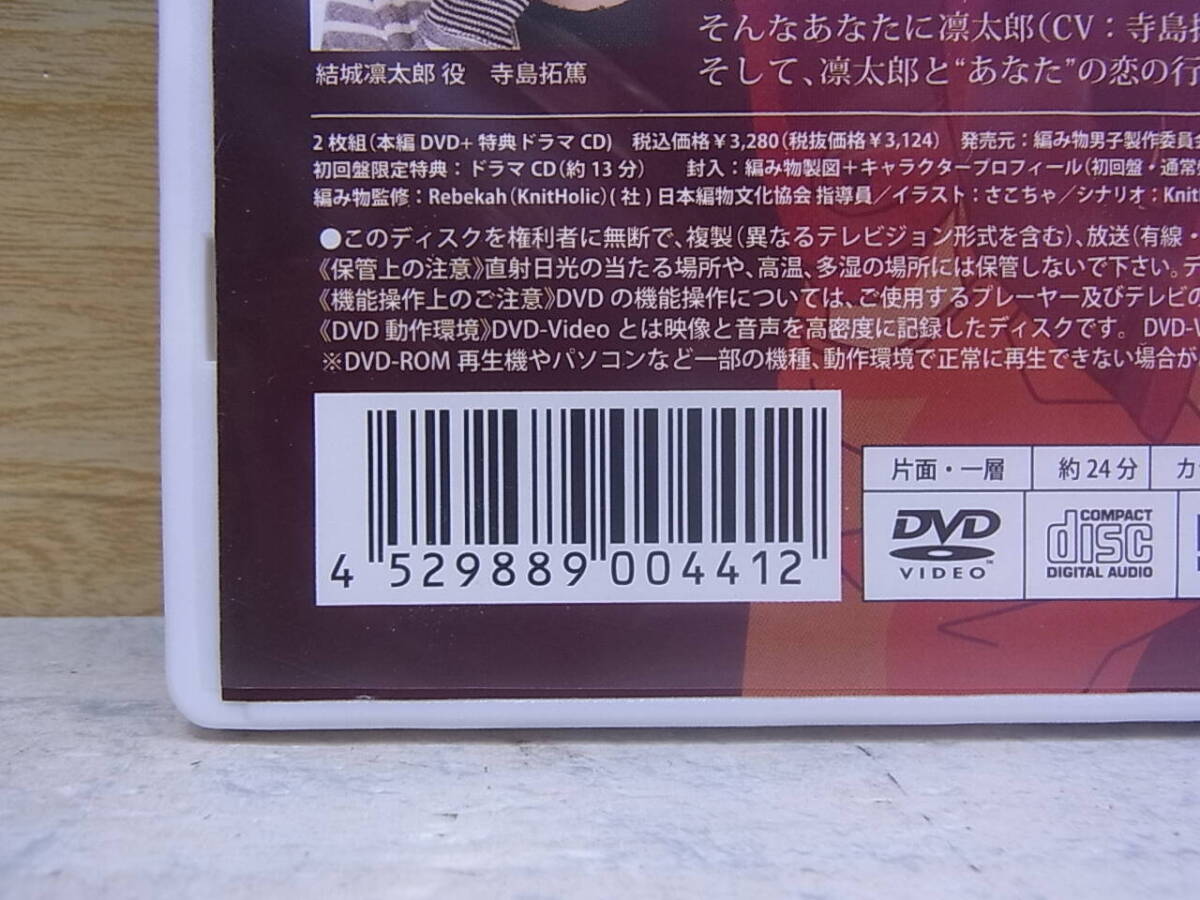 そんなあなたに凛太郎(CV：寺島拓
そして、凛太郎と“あなた”の恋の行
結城凛太郎 役　寺島拓篤
2枚組(本編DVD+特典ドラマCD)　税込価格￥3,280(税抜価格￥3,124)　発売元：編み物男子製作委員会
初回盤限定特典：ドラマCD(約13分)　封入：編み物製図＋キャラクタープロフィール(初回盤・通常
編み物監修：Rebekah(KnitHolic)(社)日本編物文化協会 指導員／イラスト：さこちゃ／シナリオ：Knit
●このディスクを権利者に無断で、複製(異なるテレビジョン形式を含む)、放送(有線・
《保管上の注意》直射日光の当たる場所や、高温、多湿の場所には保管しないで下さい。デ
《機能操作上のご注意》DVDの機能操作については、ご使用するプレーヤー及びテレビの
《DVD動作環境》DVD-Videoとは映像と音声を高密度に記録したディスクです。DVD-
※DVD-ROM再生機やパソコンなど一部の機種、動作環境で正常に再生できない場合が
片面・一層　約24分　カ
DVD VIDEO ™
COMPACT disc DIGITAL AUDIO
4 529889 004412